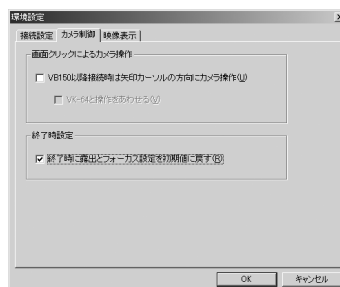 環境設定
接続設定 カメラ制御 映像表示
画面クリックによるカメラ操作
VB150以降接続時は矢印カーソルの方向にカメラ操作(U)
VK-64と操作をあわせる(V)
終了時設定
終了時に露出とフォーカス設定を初期値に戻す(R)
OK キャンセル